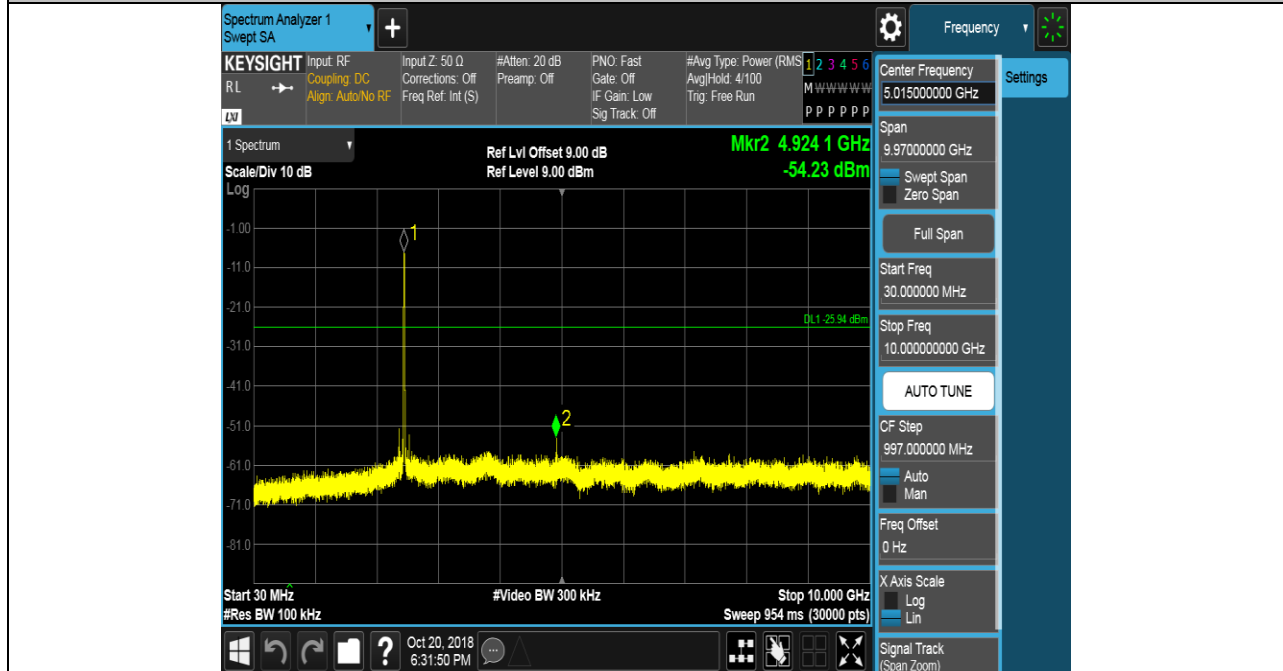 Spectrum Analyzer 1
Swept SA
+
Frequency
KEYSIGHT
RL
LXI
Input: RF
Coupling: DC
Align: Auto/No RF
Input Z: 50 Ω
Corrections: Off
Freq Ref: Int (S)
#Atten: 20 dB
Preamp: Off
PNO: Fast
Gate: Off
IF Gain: Low
Sig Track: Off
#Avg Type: Power (RMS
Avg|Hold: 4/100
Trig: Free Run
1 2 3 4 5 6
M W W W W W
P P P P P P
1 Spectrum
Scale/Div 10 dB
Log
Ref Lvl Offset 9.00 dB
Ref Level 9.00 dBm
Mkr2 4.924 1 GHz
-54.23 dBm
-1.00
-11.0
-21.0
-31.0
-41.0
-51.0
-61.0
-71.0
-81.0
1
2
DL1 -25.94 dBm
Start 30 MHz
#Res BW 100 kHz
#Video BW 300 kHz
Stop 10.000 GHz
Sweep 954 ms (30000 pts)
?
Oct 20, 2018
6:31:50 PM
Center Frequency
5.015000000 GHz
Settings
Span
9.97000000 GHz
Swept Span
Zero Span
Full Span
Start Freq
30.000000 MHz
Stop Freq
10.000000000 GHz
AUTO TUNE
CF Step
997.000000 MHz
Auto
Man
Freq Offset
0 Hz
X Axis Scale
Log
Lin
Signal Track
(Span Zoom)